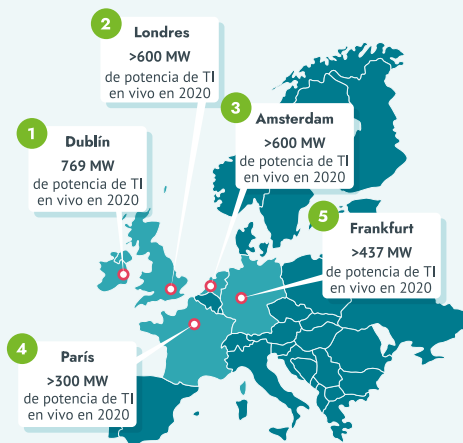 2
Londres
>600 MW
de potencia de TI
en vivo en 2020
3
Amsterdam
>600 MW
de potencia de TI
en vivo en 2020
1
Dublín
769 MW
de potencia de TI
en vivo en 2020
5
Frankfurt
>437 MW
de potencia de TI
en vivo en 2020
4
París
>300 MW
de potencia de TI
en vivo en 2020